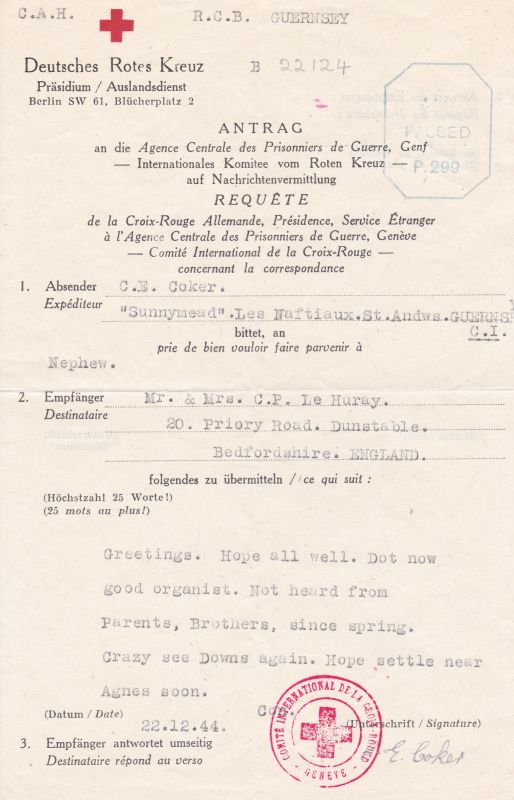 C.A.H. R.C.B. GUERNSEY
Deutsches Rotes Kreuz B 22124
Präsidium / Auslandsdienst
Berlin SW 61, Blücherplatz 2
PASSED
P.299
ANTRAG
an die Agence Centrale des Prisonniers de Guerre, Genf
— Internationales Komitee vom Roten Kreuz —
auf Nachrichtenvermittlung
REQUÊTE
de la Croix-Rouge Allemande, Présidence, Service Étranger
à l'Agence Centrale des Prisonniers de Guerre, Genève
— Comité International de la Croix-Rouge —
concernant la correspondance
1. Absender C.E. Coker.
Expéditeur "Sunnymead".Les Naftiaux.St.Andws.GUERNSEY
C.I.
bittet, an
prie de bien vouloir faire parvenir à
Nephew.
2. Empfänger Mr. & Mrs. C.P. Le Huray.
Destinataire 20. Priory Road. Dunstable.
Bedfordshire. ENGLAND.
folgendes zu übermitteln / ce qui suit :
(Höchstzahl 25 Worte!)
(25 mots au plus!)
Greetings. Hope all well. Dot now
good organist. Not heard from
Parents, Brothers, since spring.
Crazy see Downs again. Hope settle near
Agnes soon.
(Datum / Date) 22.12.44.
COMITÉ INTERNATIONAL DE LA CROIX-ROUGE
GENÈVE
(Unterschrift / Signature)
E. Coker
3. Empfänger antwortet umseitig
Destinataire répond au verso